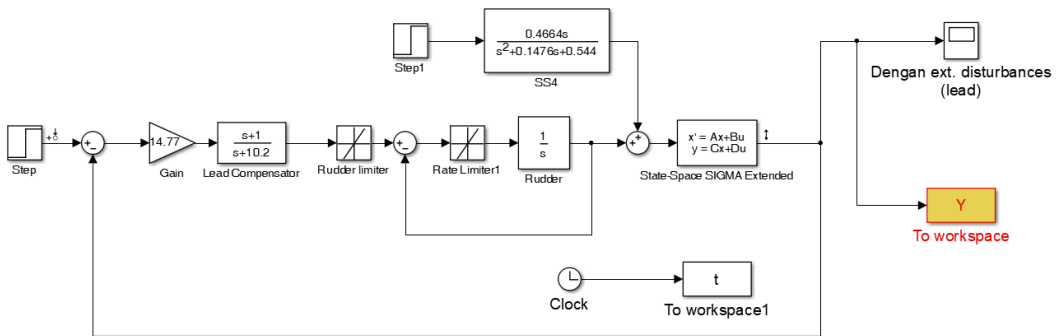 0.4664s
s²+0.1476s+0.544
Step1
SS4
Dengan ext. disturbances
(lead)
Step
+
-
14.77
Gain
s+1
s+10.2
Lead Compensator
Rudder limiter
+
-
Rate Limiter1
1
s
Rudder
+
+
x' = Ax+Bu
y = Cx+Du
State-Space SIGMA Extended
Y
To workspace
Clock
t
To workspace1